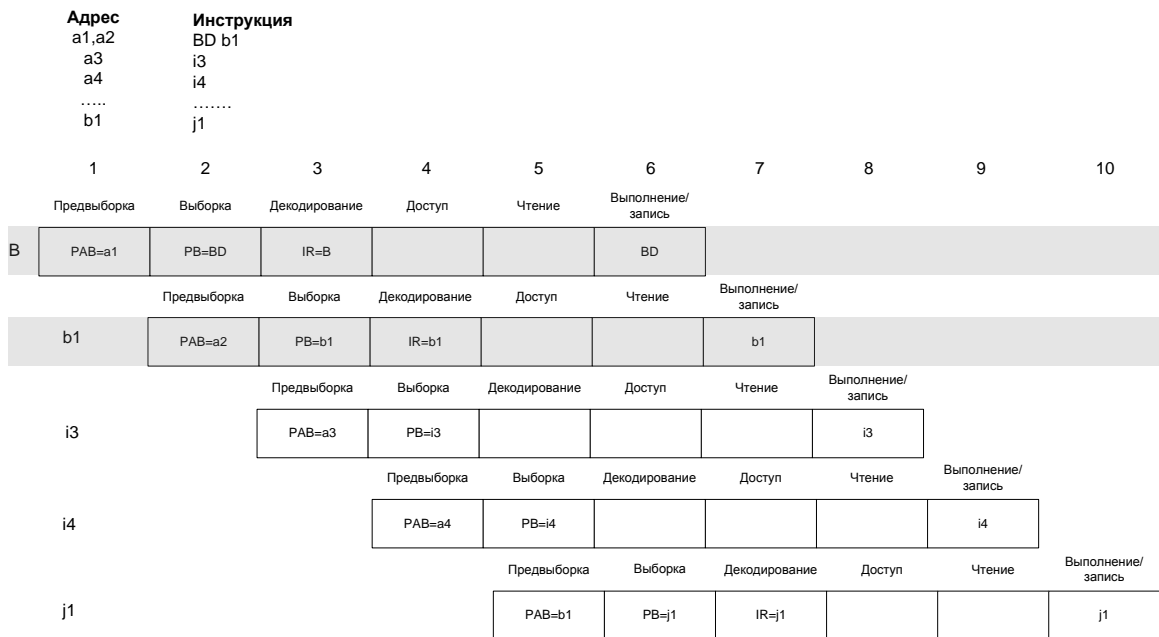 Адрес Инструкция
a1,a2 BD b1
a3 i3
a4 i4
….. …….
b1 j1
1 2 3 4 5 6 7 8 9 10
Предвыборка Выборка Декодирование Доступ Чтение Выполнение/
запись
B PAB=a1 PB=BD IR=B BD
Предвыборка Выборка Декодирование Доступ Чтение Выполнение/
запись
b1 PAB=a2 PB=b1 IR=b1 b1
Предвыборка Выборка Декодирование Доступ Чтение Выполнение/
запись
i3 PAB=a3 PB=i3 i3
Предвыборка Выборка Декодирование Доступ Чтение Выполнение/
запись
i4 PAB=a4 PB=i4 i4
Предвыборка Выборка Декодирование Доступ Чтение Выполнение/
запись
j1 PAB=b1 PB=j1 IR=j1 j1